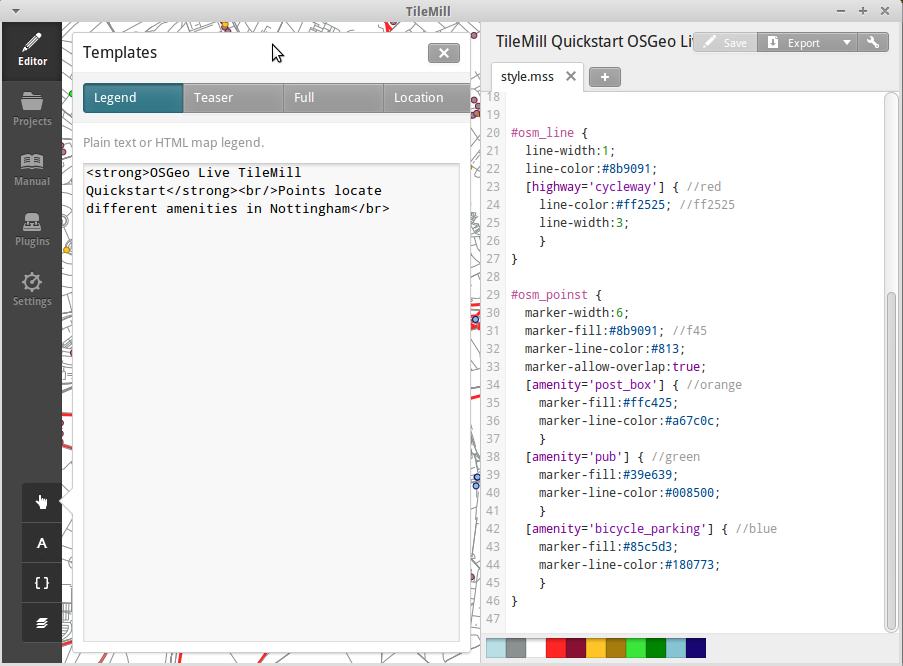 TileMill
Editor
Projects
Manual
Plugins
Settings
A
{ }
Templates
Legend
Teaser
Full
Location
Plain text or HTML map legend.
<strong>OSGeo Live TileMill
Quickstart</strong><br/>Points locate
different amenities in Nottingham</br>
TileMill Quickstart OSGeo Li
Save
Export
style.mss
+
18
19
20 #osm_line {
21 line-width:1;
22 line-color:#8b9091;
23 [highway='cycleway'] { //red
24 line-color:#ff2525; //ff2525
25 line-width:3;
26 }
27 }
28
29 #osm_poinst {
30 marker-width:6;
31 marker-fill:#8b9091; //f45
32 marker-line-color:#813;
33 marker-allow-overlap:true;
34 [amenity='post_box'] { //orange
35 marker-fill:#ffc425;
36 marker-line-color:#a67c0c;
37 }
38 [amenity='pub'] { //green
39 marker-fill:#39e639;
40 marker-line-color:#008500;
41 }
42 [amenity='bicycle_parking'] { //blue
43 marker-fill:#85c5d3;
44 marker-line-color:#180773;
45 }
46 }
47